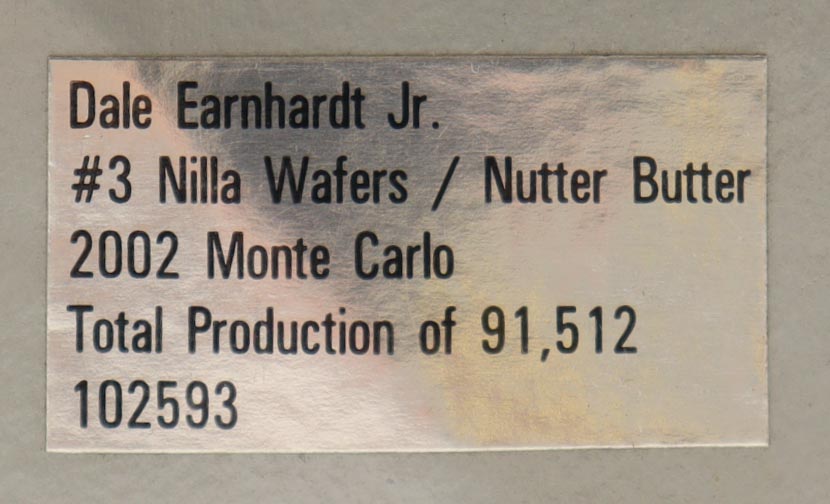 Dale Earnhardt Jr.
#3 Nilla Wafers / Nutter Butter
2002 Monte Carlo
Total Production of 91,512
102593